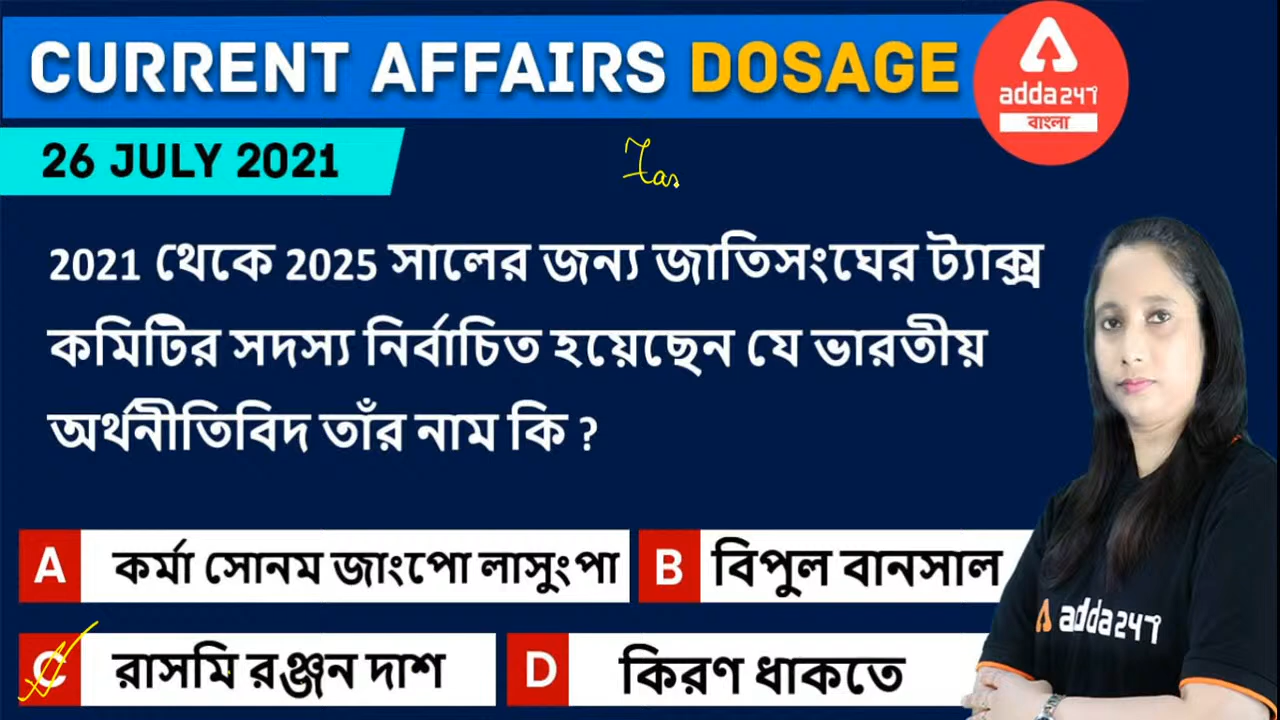 CURRENT AFFAIRS DOSAGE
adda247
বাংলা
26 JULY 2021
2021 থেকে 2025 সালের জন্য জাতিসংঘের ট্যাক্স
কমিটির সদস্য নির্বাচিত হয়েছেন যে ভারতীয়
অর্থনীতিবিদ তাঁর নাম কি ?
A কর্মা সোনম জাংপো লাসুংপা
B বিপুল বানসাল
adda247
C রাসমি রঞ্জন দাশ
D কিরণ ধাকতে